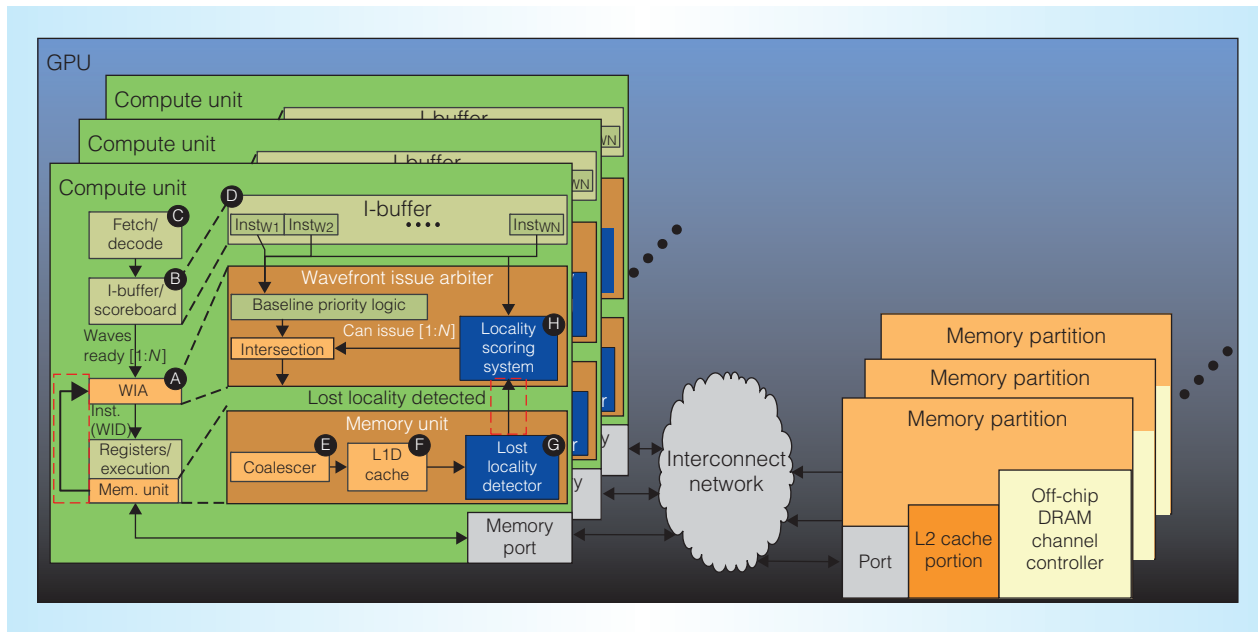 GPU
Compute unit
I-buffer
WN
Compute unit
I-buffer
WN
Compute unit
D
I-buffer
InstW1
InstW2
InstWN
C
Fetch/
decode
B
I-buffer/
scoreboard
Waves
ready [1:N]
A
WIA
Inst.
(WID)
Registers/
execution
Mem. unit
Wavefront issue arbiter
Baseline priority logic
Can issue [1:N]
Intersection
H
Locality
scoring
system
Lost locality detected
Memory unit
E
Coalescer
F
L1D
cache
G
Lost
locality
detector
Memory
port
y
y
r
r
Interconnect
network
Memory partition
Memory partition
Memory partition
Port
L2 cache
portion
Off-chip
DRAM
channel
controller